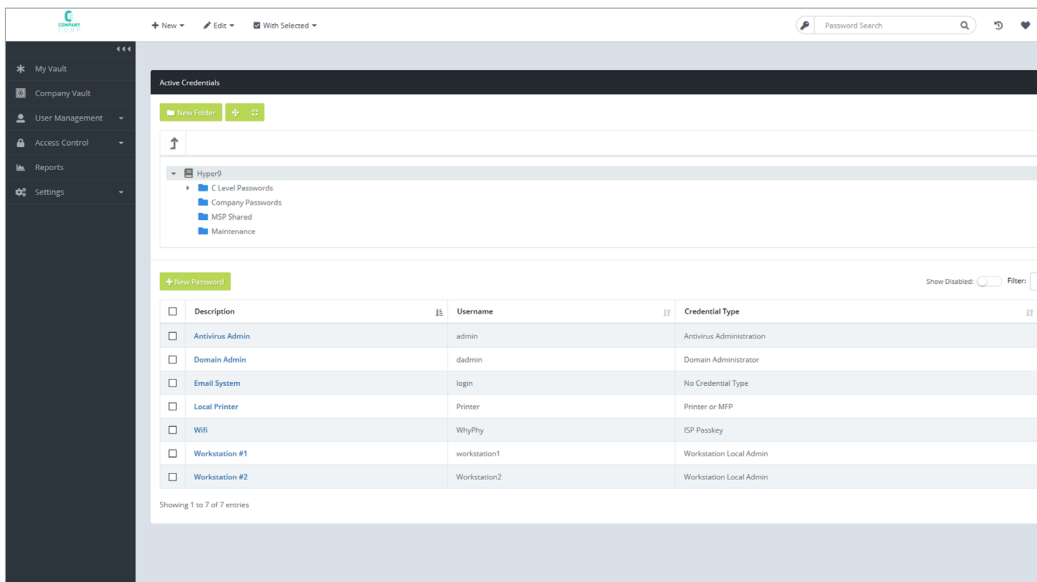 C
COMPANY
CORP
New Edit With Selected Password Search
My Vault
Company Vault
User Management
Access Control
Reports
Settings
Active Credentials
New Folder
Hyper9
C Level Passwords
Company Passwords
MSP Shared
Maintenance
+ New Password Show Disabled: Filter:
Description Username Credential Type
Antivirus Admin admin Antivirus Administration
Domain Admin dadmin Domain Administrator
Email System login No Credential Type
Local Printer Printer Printer or MFP
Wifi WhyPhy ISP Passkey
Workstation #1 workstation1 Workstation Local Admin
Workstation #2 Workstation2 Workstation Local Admin
Showing 1 to 7 of 7 entries